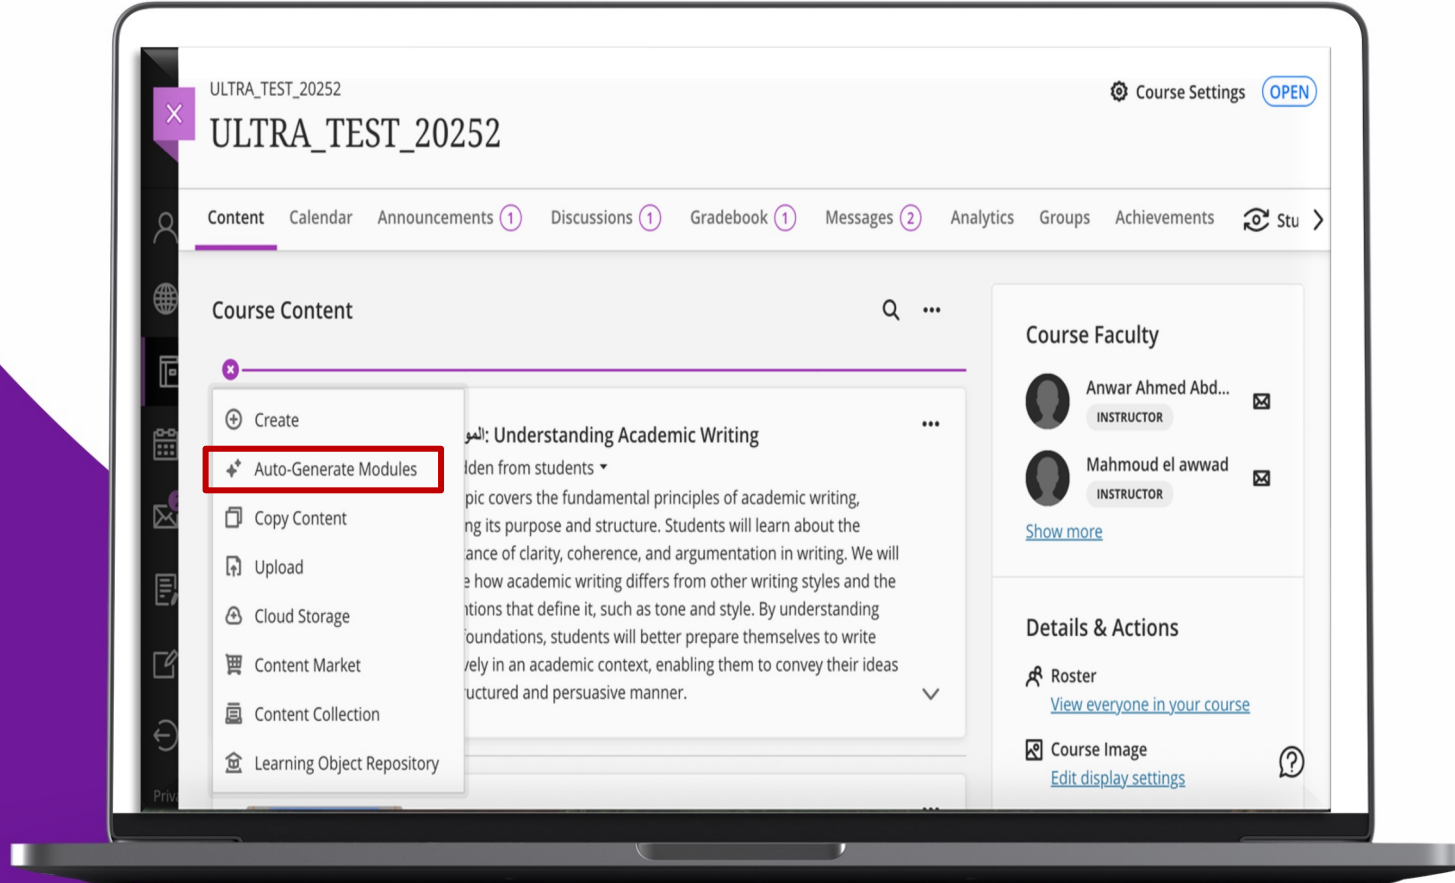 ULTRA_TEST_20252
Course Settings
OPEN
ULTRA_TEST_20252
Content
Calendar
Announcements 1
Discussions 1
Gradebook 1
Messages 2
Analytics
Groups
Achievements
Stu
Course Content
Create
Auto-Generate Modules
Copy Content
Upload
Cloud Storage
Content Market
Content Collection
Learning Object Repository
المو: Understanding Academic Writing
dden from students
pic covers the fundamental principles of academic writing,
ng its purpose and structure. Students will learn about the
ance of clarity, coherence, and argumentation in writing. We will
e how academic writing differs from other writing styles and the
ntions that define it, such as tone and style. By understanding
oundations, students will better prepare themselves to write
vely in an academic context, enabling them to convey their ideas
ructured and persuasive manner.
Course Faculty
Anwar Ahmed Abd...
INSTRUCTOR
Mahmoud el awwad
INSTRUCTOR
Show more
Details & Actions
Roster
View everyone in your course
Course Image
Edit display settings
Priva